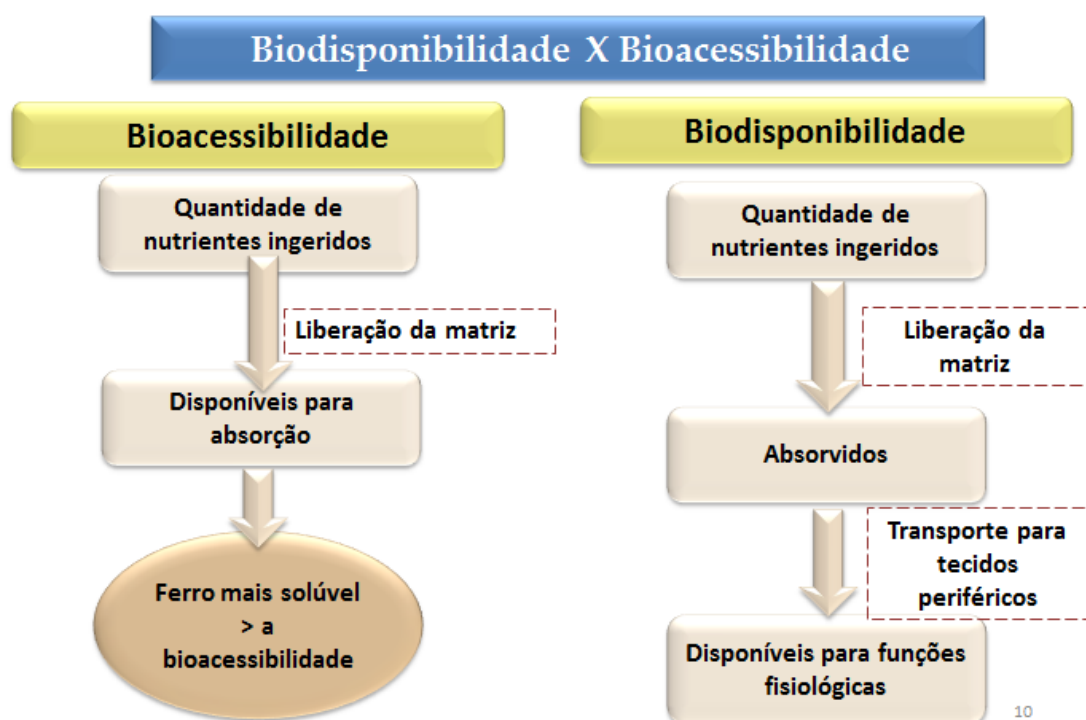 Biodisponibilidade X Bioacessibilidade
Bioacessibilidade
Quantidade de
nutrientes ingeridos
Liberação da matriz
Disponíveis para
absorção
Ferro mais solúvel
> a
bioacessibilidade
Biodisponibilidade
Quantidade de
nutrientes ingeridos
Liberação da
matriz
Absorvidos
Transporte para
tecidos
periféricos
Disponíveis para funções
fisiológicas
10